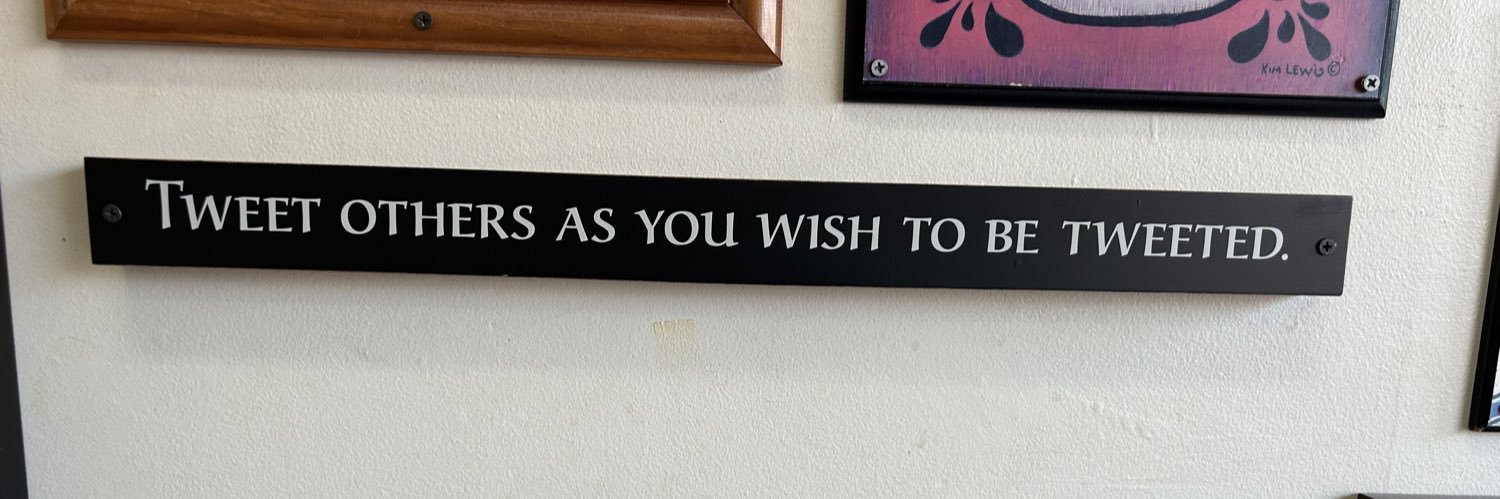 KIM LEWIS ©
TWEET OTHERS AS YOU WISH TO BE TWEETED.